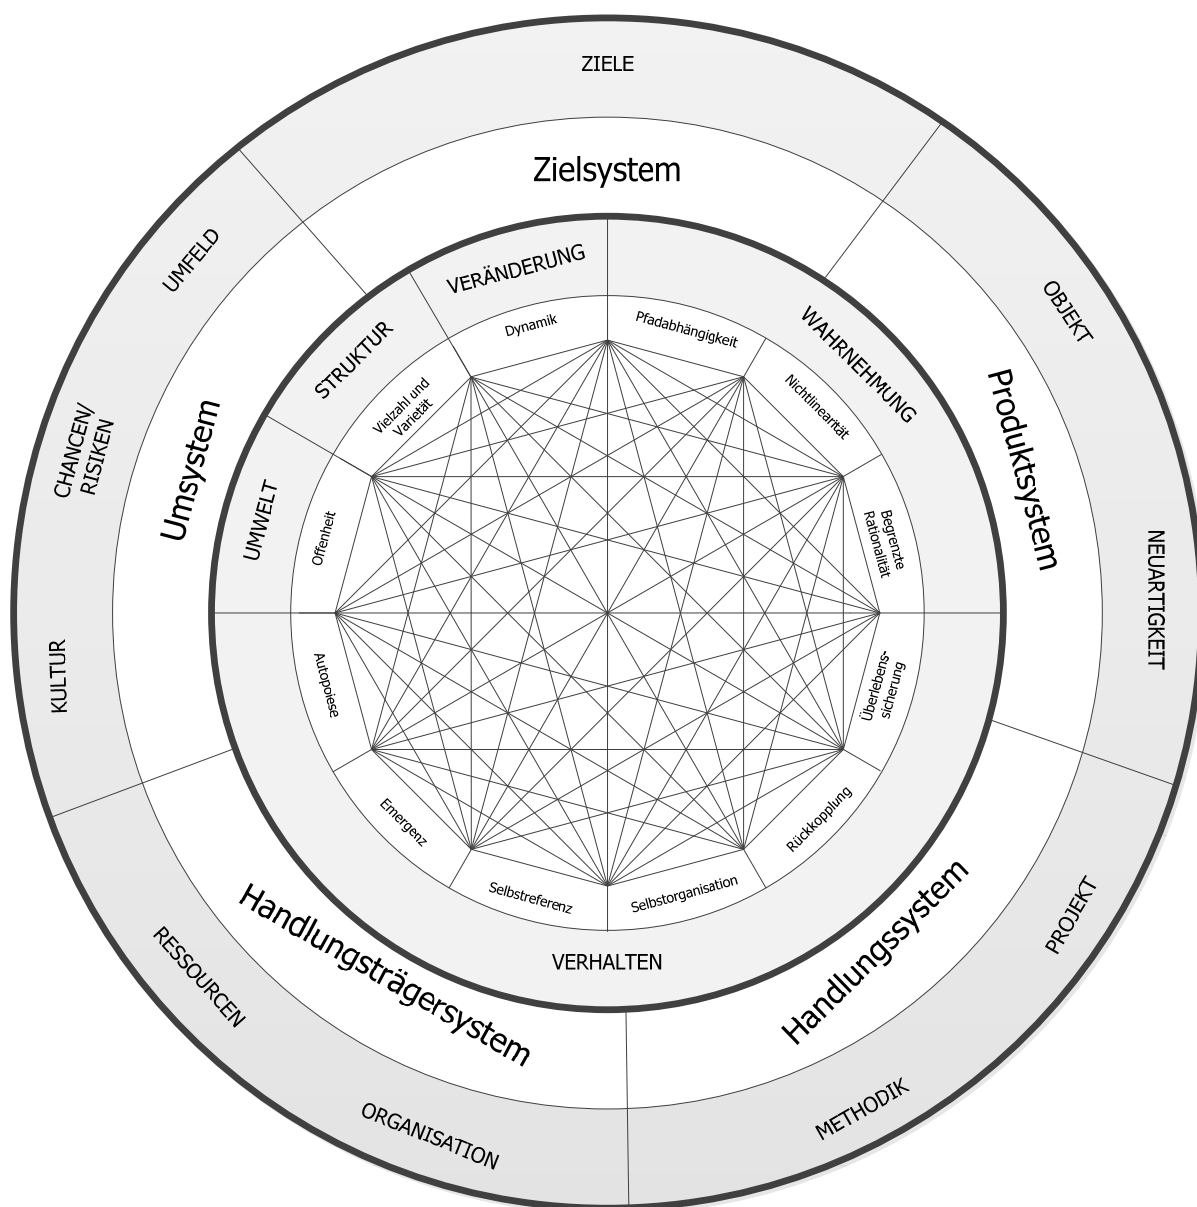 ZIELE
Zielsystem
OBJEKT
NEUARTIGKEIT
Produktsystem
PROJEKT
METHODIK
Handlungssystem
ORGANISATION
RESSOURCEN
Handlungsträgersystem
KULTUR
CHANCEN/
RISIKEN
UMFELD
Umsystem
VERÄNDERUNG
WAHRNEHMUNG
VERHALTEN
UMWELT
STRUKTUR
Dynamik
Pfadabhängigkeit
Nichtlinearität
Begrenzte
Rationalität
Überlebens-
sicherung
Rückkopplung
Selbstorganisation
Selbstreferenz
Emergenz
Autopoiese
Offenheit
Vielzahl und
Varietät